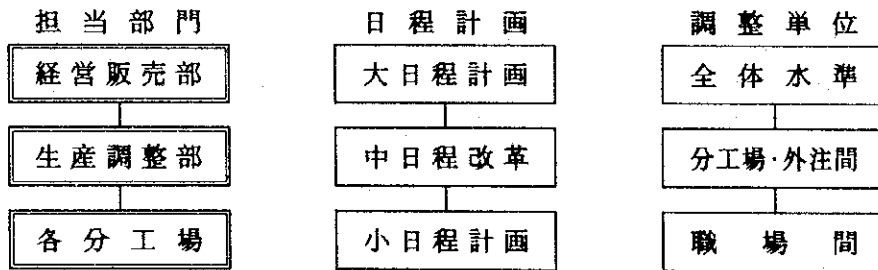 担当部門 日程計画 調整単位
経営販売部 大日程計画 全体水準
生産調整部 中日程改革 分工場・外注間
各分工場 小日程計画 職場間